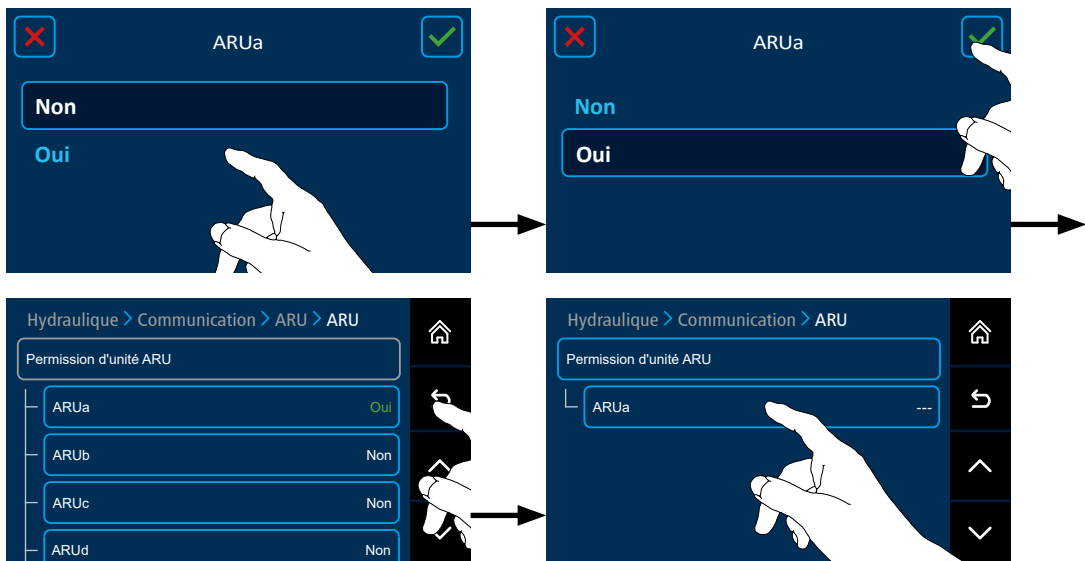 ARUa
Non
Oui
ARUa
Non
Oui
Hydraulique > Communication > ARU > ARU
Permission d'unité ARU
ARUa Oui
ARUb Non
ARUc Non
ARUd Non
Hydraulique > Communication > ARU
Permission d'unité ARU
ARUa ---